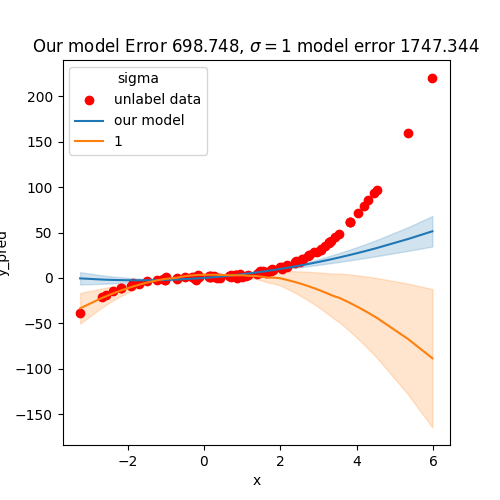 Our model Error 698.748, σ = 1 model error 1747.344
sigma
unlabel data
our model
1
200
150
100
50
0
−50
−100
−150
y_pred
−2 0 2 4 6
x